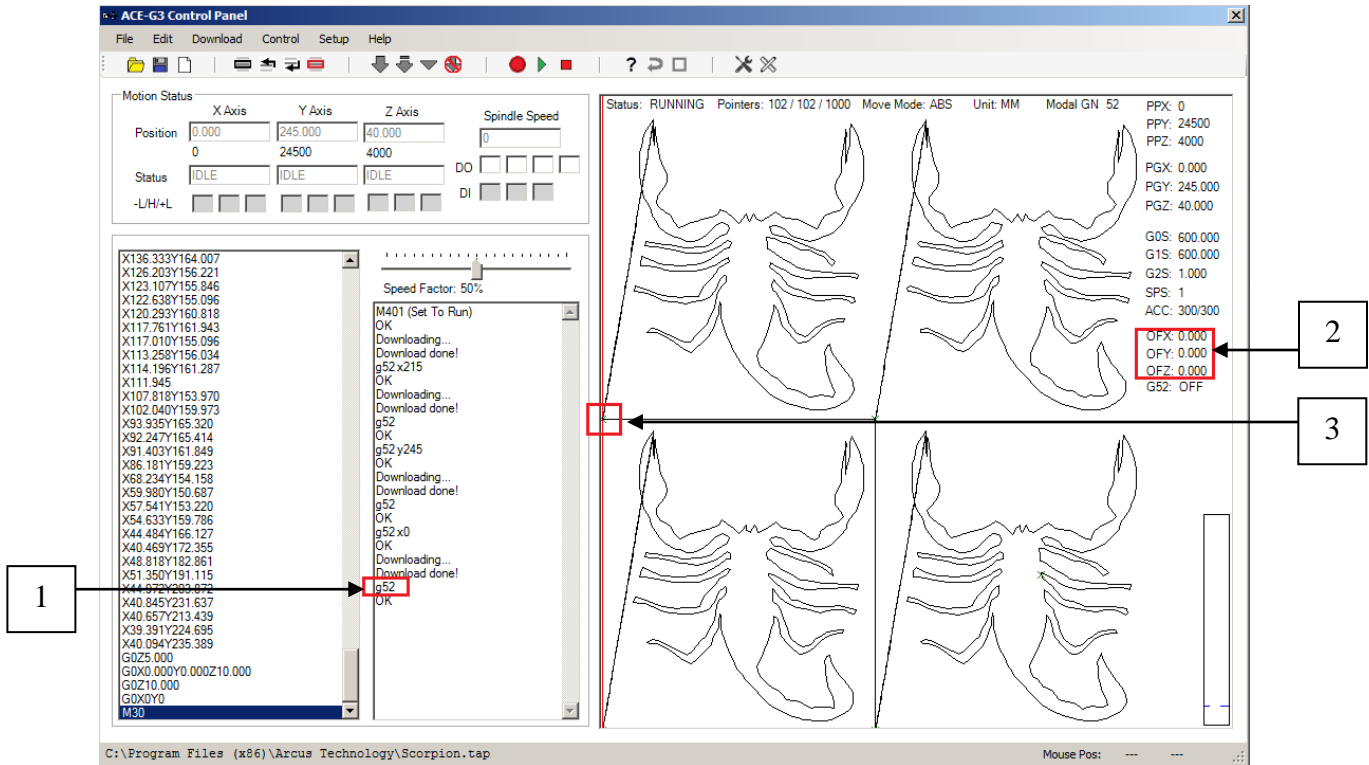 ACE-G3 Control Panel
File Edit Download Control Setup Help
Motion Status
X Axis Y Axis Z Axis Spindle Speed
Position 0.000 245.000 40.000 0
0 24500 4000
DO
Status IDLE IDLE IDLE
DI
-L/H/+L
X136.333Y164.007
X126.203Y156.221
X123.107Y155.846
X122.638Y155.096
X120.293Y160.818
X117.761Y161.943
X117.010Y155.096
X113.258Y156.034
X114.196Y161.287
X111.945
X107.818Y153.970
X102.040Y159.973
X93.935Y165.320
X92.247Y165.414
X91.403Y161.849
X86.181Y159.223
X68.234Y154.158
X59.980Y150.687
X57.541Y153.220
X54.633Y159.786
X44.484Y166.127
X40.469Y172.355
X48.818Y182.861
X51.350Y191.115
X40.845Y231.637
X40.657Y213.439
X39.391Y224.695
X40.094Y235.389
G0Z5.000
G0X0.000Y0.000Z10.000
G0Z10.000
G0X0Y0
M30
Speed Factor: 50%
M401 (Set To Run)
OK
Downloading...
Download done!
g52 x215
OK
Downloading...
Download done!
g52
OK
g52 y245
OK
Downloading...
Download done!
g52
OK
g52 x0
OK
Downloading...
Download done!
g52
OK
Status: RUNNING Pointers: 102 / 102 / 1000 Move Mode: ABS Unit: MM Modal GN 52
PPX: 0
PPY: 24500
PPZ: 4000
PGX: 0.000
PGY: 245.000
PGZ: 40.000
G0S: 600.000
G1S: 600.000
G2S: 1.000
SPS: 1
ACC: 300/300
OFX: 0.000
OFY: 0.000
OFZ: 0.000
G52: OFF
1
2
3
C:\Program Files (x86)\Arcus Technology\Scorpion.tap
Mouse Pos: --- ---